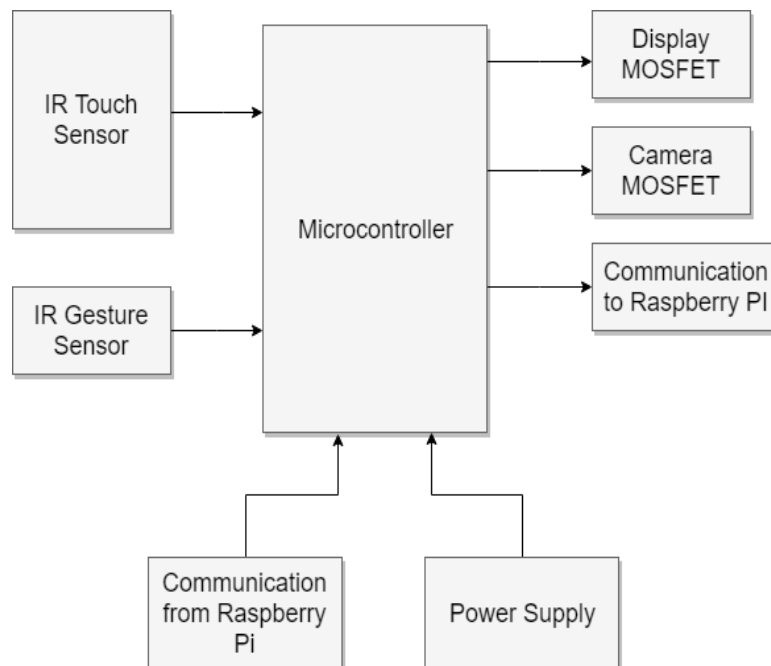 IR Touch
Sensor
IR Gesture
Sensor
Microcontroller
Display
MOSFET
Camera
MOSFET
Communication
to Raspberry PI
Communication
from Raspberry
Pi
Power Supply